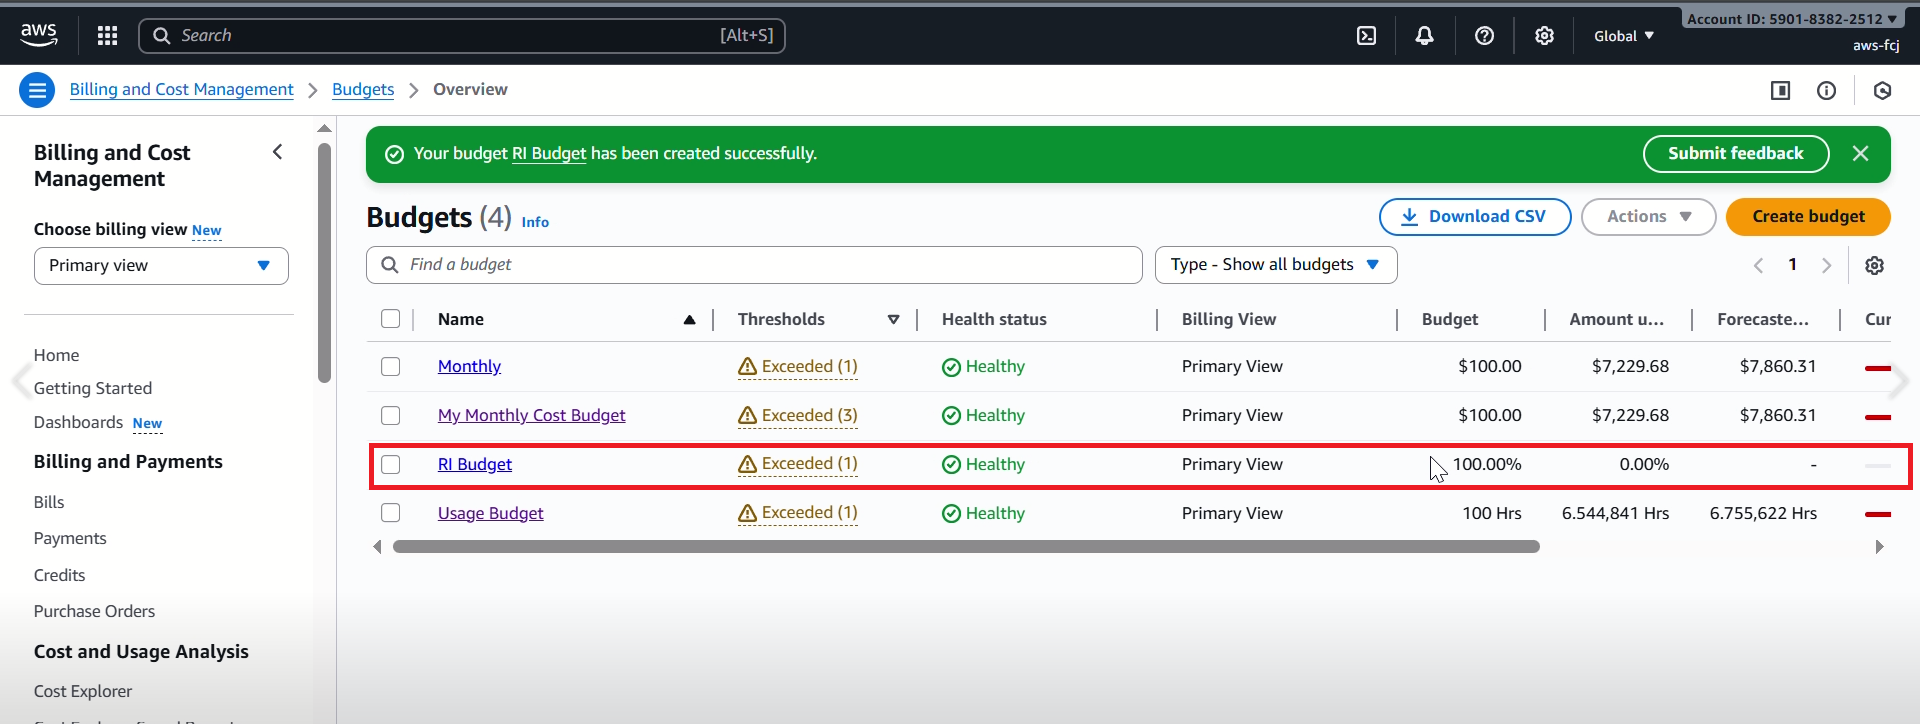 aws
Search [Alt+S]
Global
Account ID: 5901-8382-2512
aws-fcj
Billing and Cost Management > Budgets > Overview
Billing and Cost
Management
Choose billing view New
Primary view
Home
Getting Started
Dashboards New
Billing and Payments
Bills
Payments
Credits
Purchase Orders
Cost and Usage Analysis
Cost Explorer
Your budget RI Budget has been created successfully.
Submit feedback
Budgets (4) Info
Download CSV
Actions
Create budget
Find a budget
Type - Show all budgets
1
Name Thresholds Health status Billing View Budget Amount u... Forecaste... Cur
Monthly Exceeded (1) Healthy Primary View $100.00 $7,229.68 $7,860.31
My Monthly Cost Budget Exceeded (3) Healthy Primary View $100.00 $7,229.68 $7,860.31
RI Budget Exceeded (1) Healthy Primary View 100.00% 0.00% -
Usage Budget Exceeded (1) Healthy Primary View 100 Hrs 6.544,841 Hrs 6.755,622 Hrs